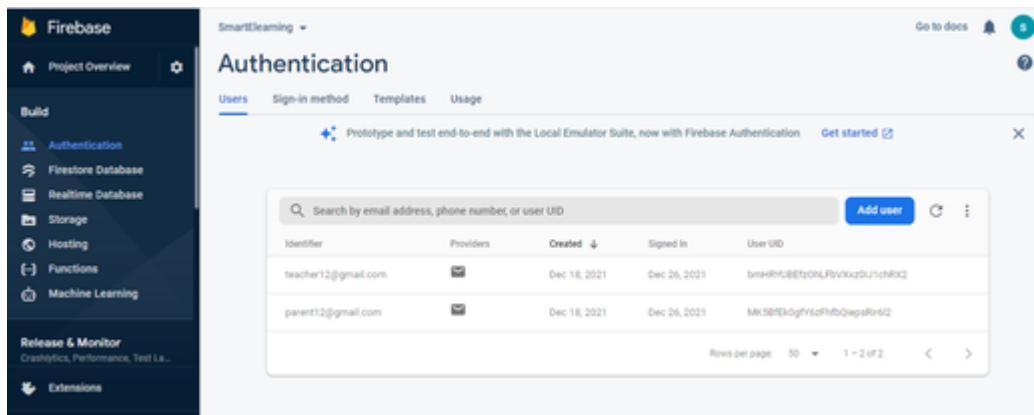 Firebase
Project Overview
Build
Authentication
Firestore Database
Realtime Database
Storage
Hosting
Functions
Machine Learning
Release & Monitor
Crashlytics, Performance, Test La...
Extensions
SmartElearning
Go to docs
S
Authentication
Users Sign-in method Templates Usage
Prototype and test end-to-end with the Local Emulator Suite, now with Firebase Authentication Get started
Search by email address, phone number, or user UID Add user
Identifier Providers Created Signed In User UID
teacher12@gmail.com Dec 18, 2021 Dec 26, 2021
parent12@gmail.com Dec 18, 2021 Dec 26, 2021
Rows per page: 50 1 – 2 of 2